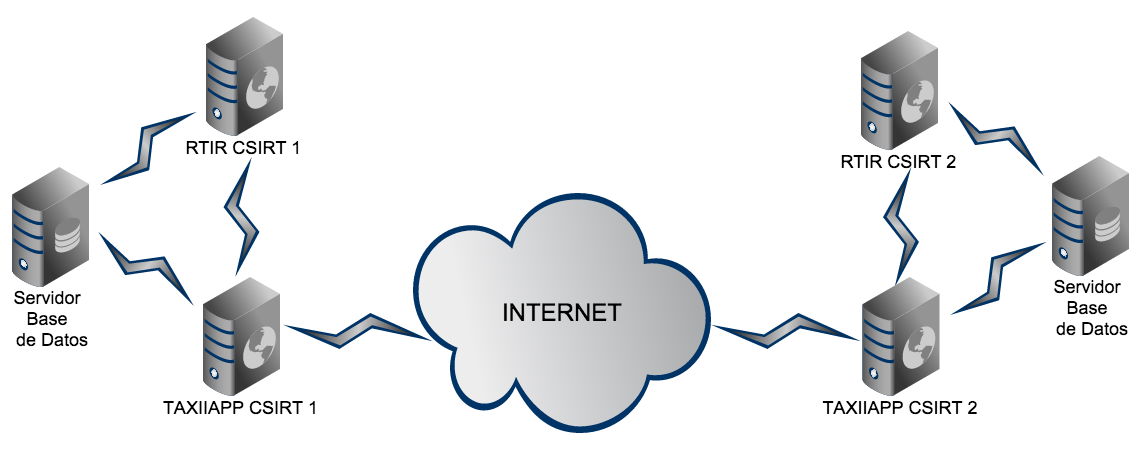 RTIR CSIRT 1
RTIR CSIRT 2
Servidor
Base
de Datos
Servidor
Base
de Datos
INTERNET
TAXIIAPP CSIRT 1
TAXIIAPP CSIRT 2